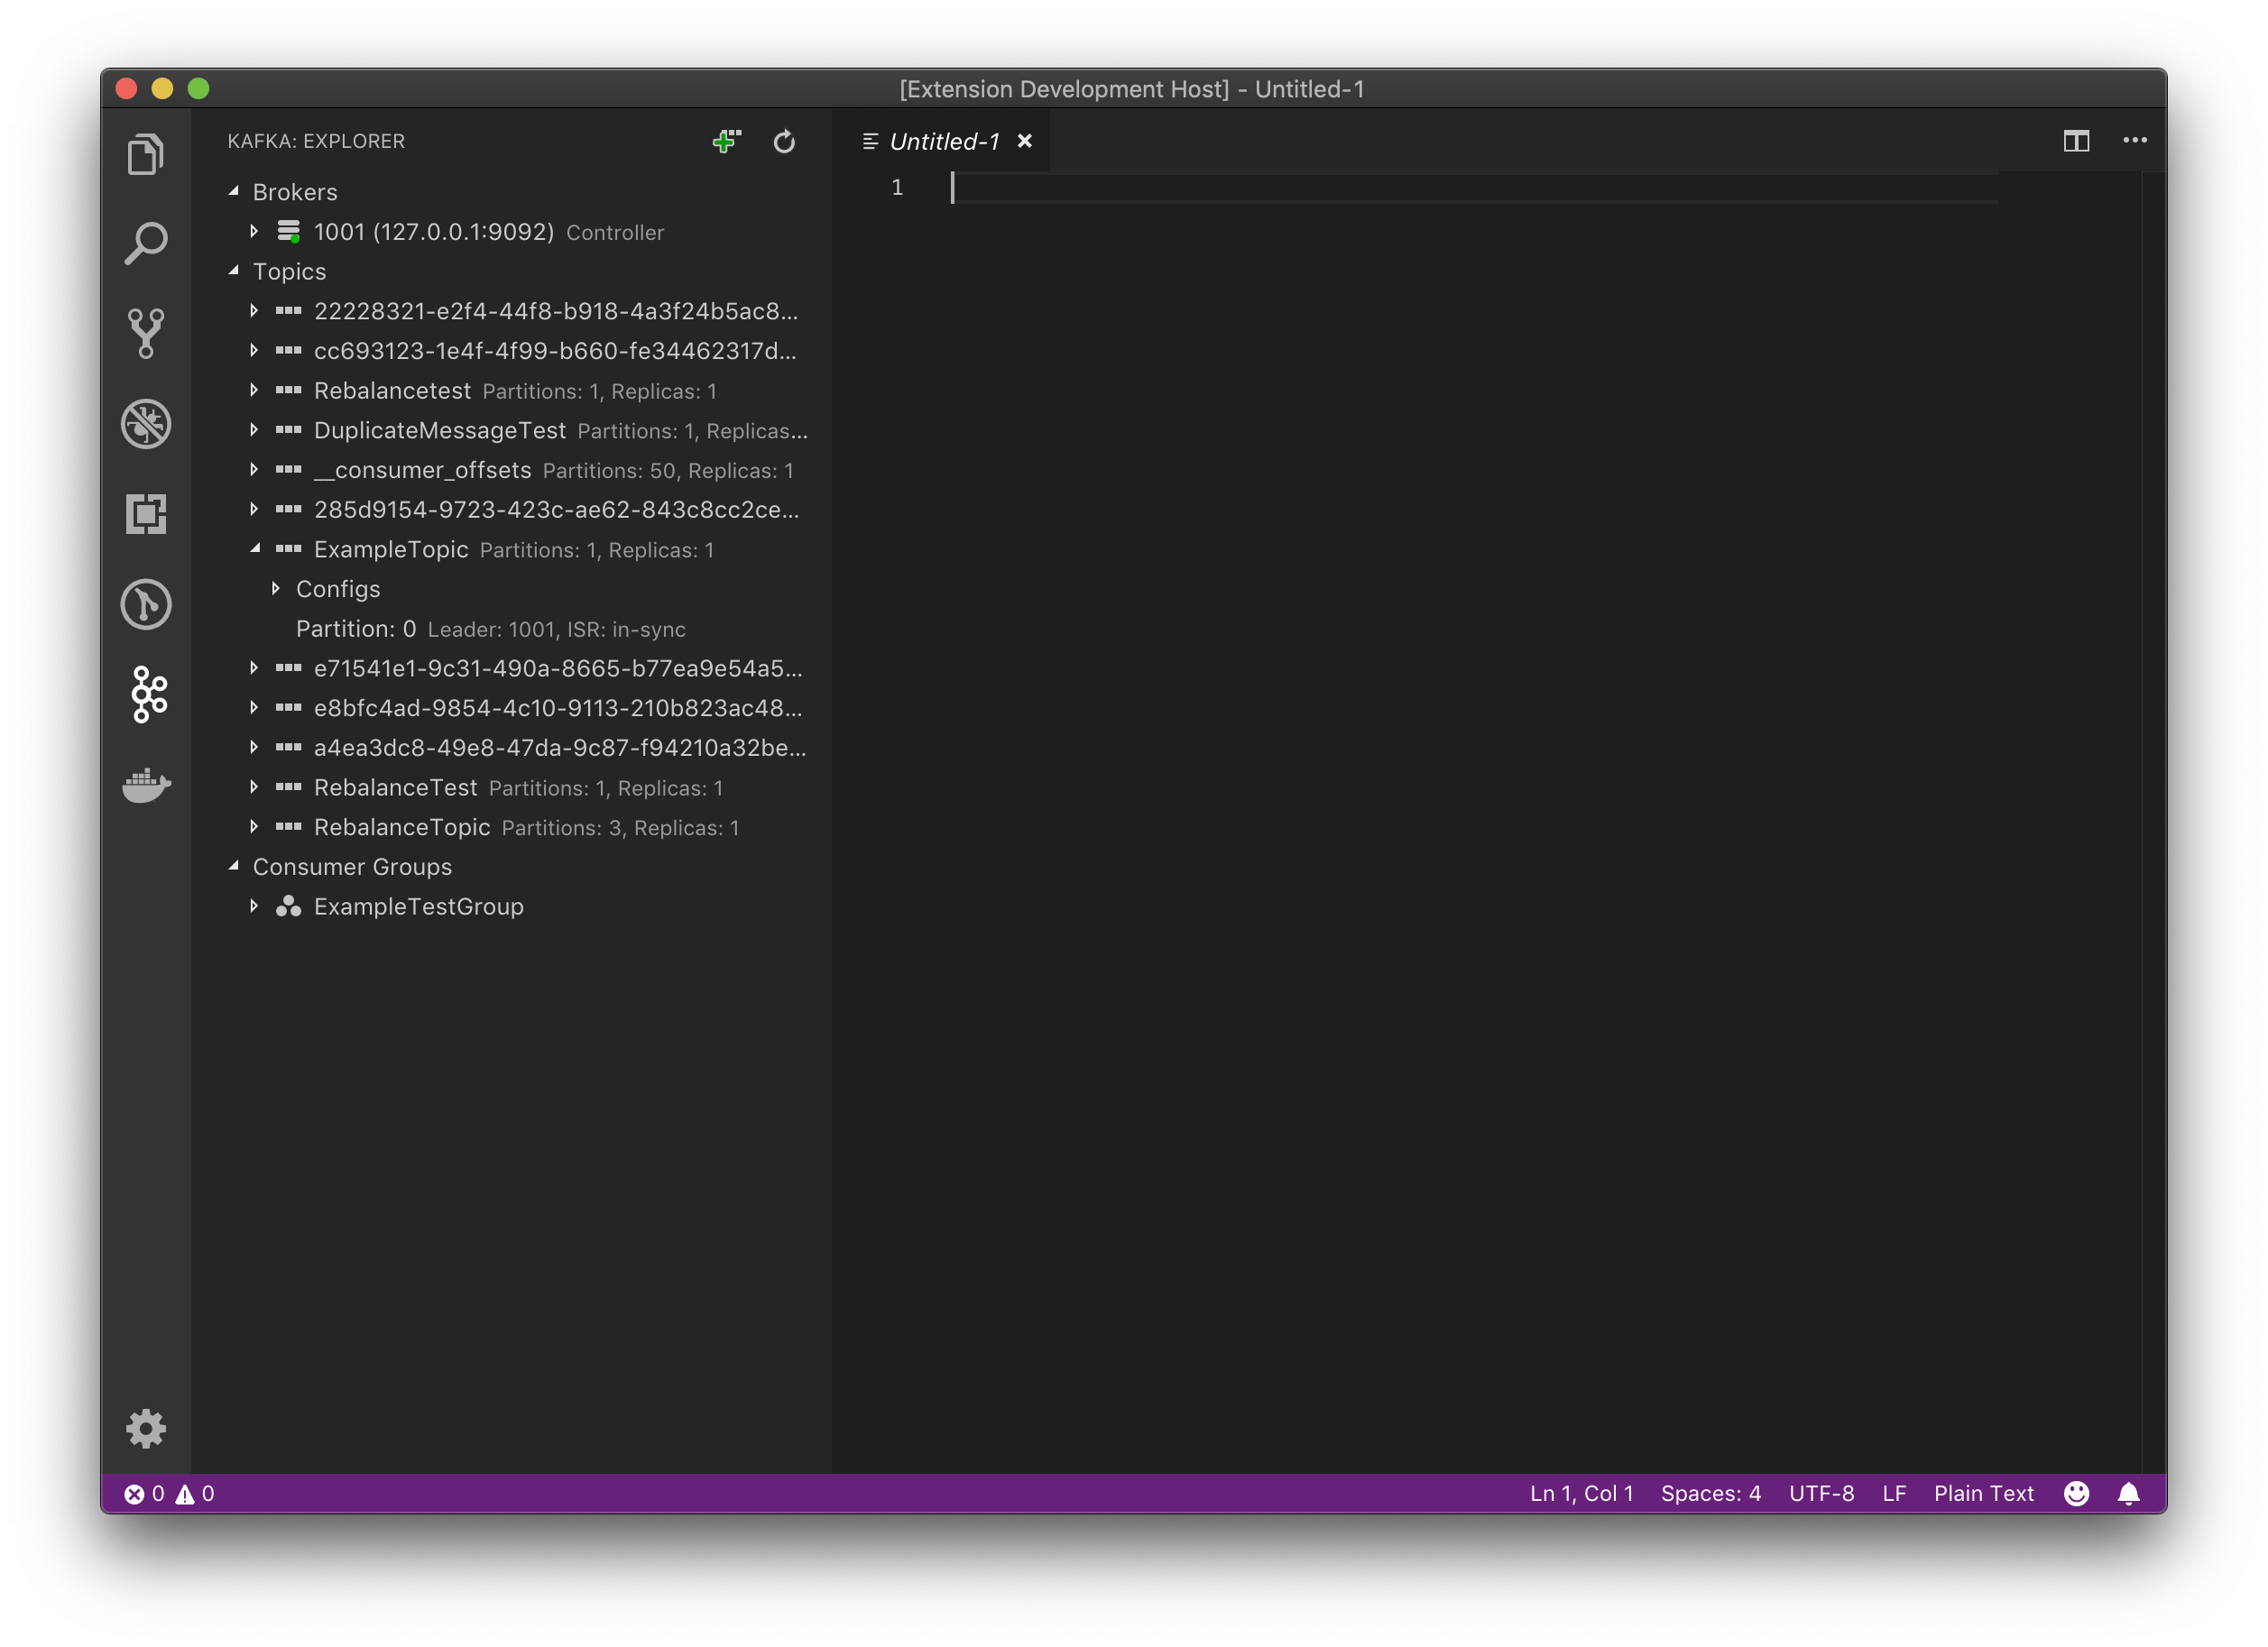 [Extension Development Host] - Untitled-1
KAFKA: EXPLORER
Untitled-1
1
Brokers
1001 (127.0.0.1:9092) Controller
Topics
22228321-e2f4-44f8-b918-4a3f24b5ac8...
cc693123-1e4f-4f99-b660-fe34462317d...
Rebalancetest Partitions: 1, Replicas: 1
DuplicateMessageTest Partitions: 1, Replicas...
__consumer_offsets Partitions: 50, Replicas: 1
285d9154-9723-423c-ae62-843c8cc2ce...
ExampleTopic Partitions: 1, Replicas: 1
Configs
Partition: 0 Leader: 1001, ISR: in-sync
e71541e1-9c31-490a-8665-b77ea9e54a5...
e8bfc4ad-9854-4c10-9113-210b823ac48...
a4ea3dc8-49e8-47da-9c87-f94210a32be...
RebalanceTest Partitions: 1, Replicas: 1
RebalanceTopic Partitions: 3, Replicas: 1
Consumer Groups
ExampleTestGroup
0 0 Ln 1, Col 1 Spaces: 4 UTF-8 LF Plain Text